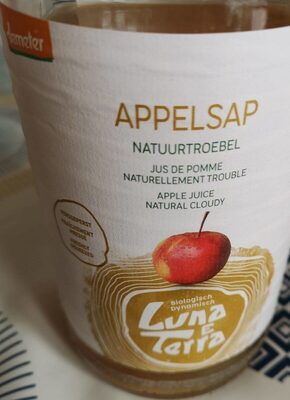 demeter
APPELSAP
NATUURTROEBEL
JUS DE POMME
NATURELLEMENT TROUBLE
APPLE JUICE
NATURAL CLOUDY
biologisch
Dynamisch
Luna E
Terra